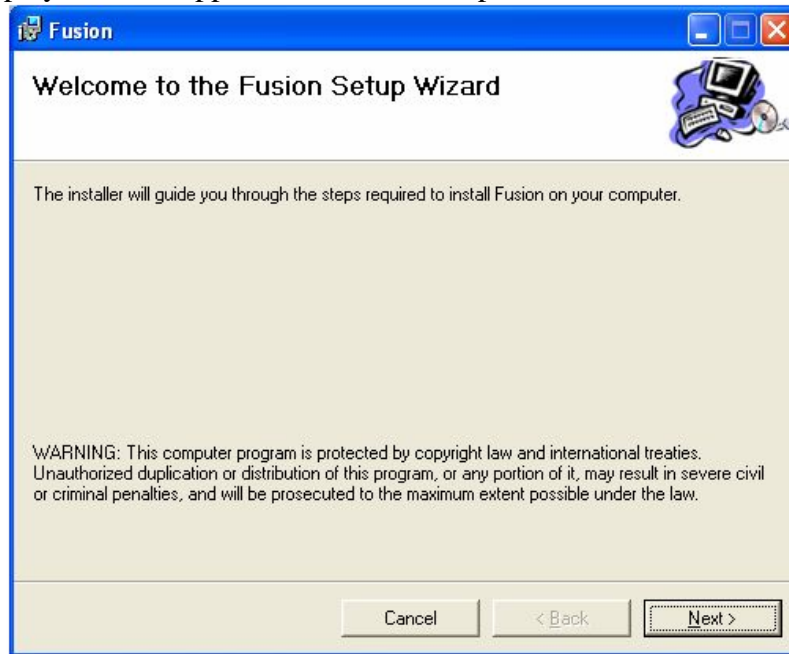 Fusion
Welcome to the Fusion Setup Wizard
The installer will guide you through the steps required to install Fusion on your computer.
WARNING: This computer program is protected by copyright law and international treaties.
Unauthorized duplication or distribution of this program, or any portion of it, may result in severe civil
or criminal penalties, and will be prosecuted to the maximum extent possible under the law.
Cancel
< Back
Next >